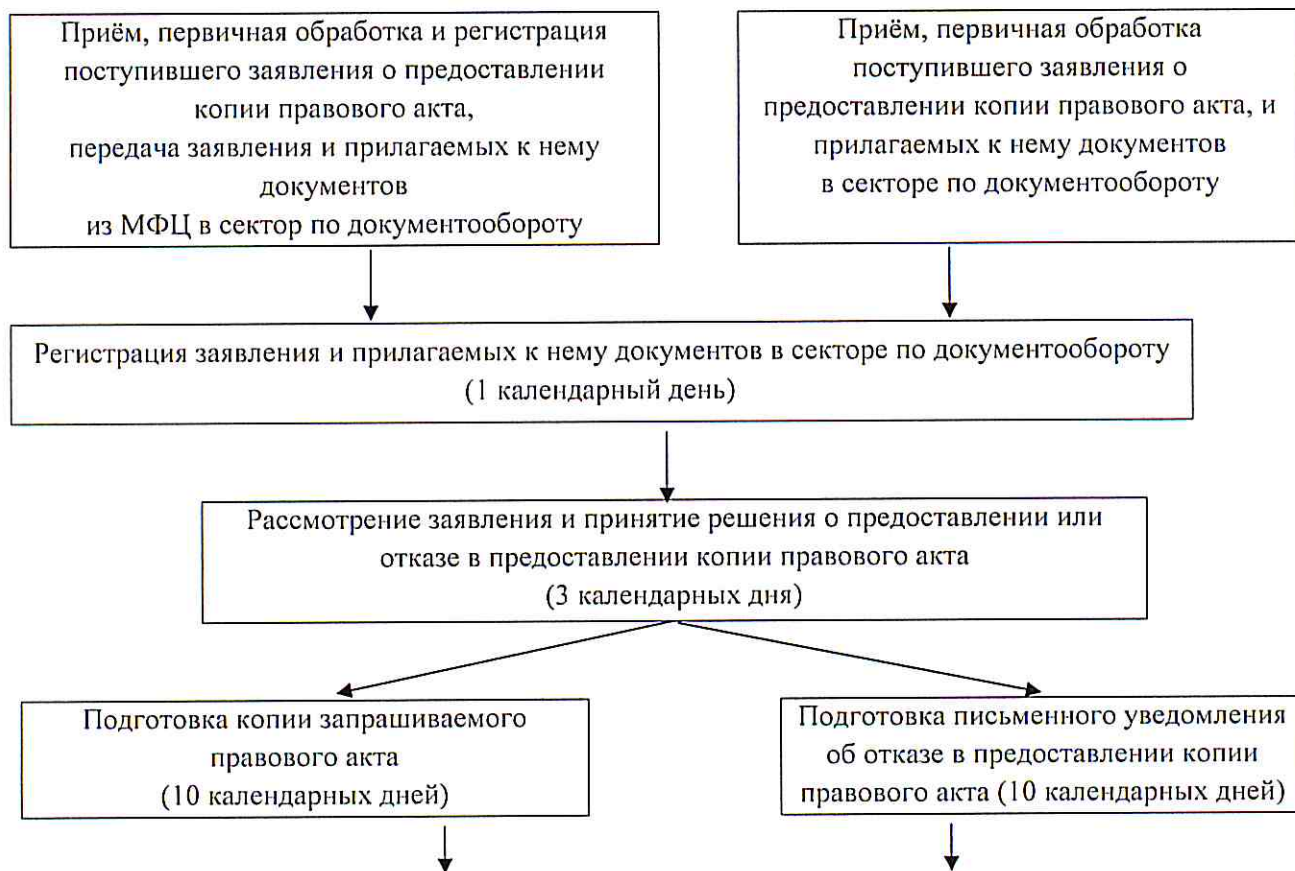 Приём, первичная обработка и регистрация
поступившего заявления о предоставлении
копии правового акта,
передача заявления и прилагаемых к нему
документов
из МФЦ в сектор по документообороту
Приём, первичная обработка
поступившего заявления о
предоставлении копии правового акта, и
прилагаемых к нему документов
в секторе по документообороту
Регистрация заявления и прилагаемых к нему документов в секторе по документообороту
(1 календарный день)
Рассмотрение заявления и принятие решения о предоставлении или
отказе в предоставлении копии правового акта
(3 календарных дня)
Подготовка копии запрашиваемого
правового акта
(10 календарных дней)
Подготовка письменного уведомления
об отказе в предоставлении копии
правового акта (10 календарных дней)